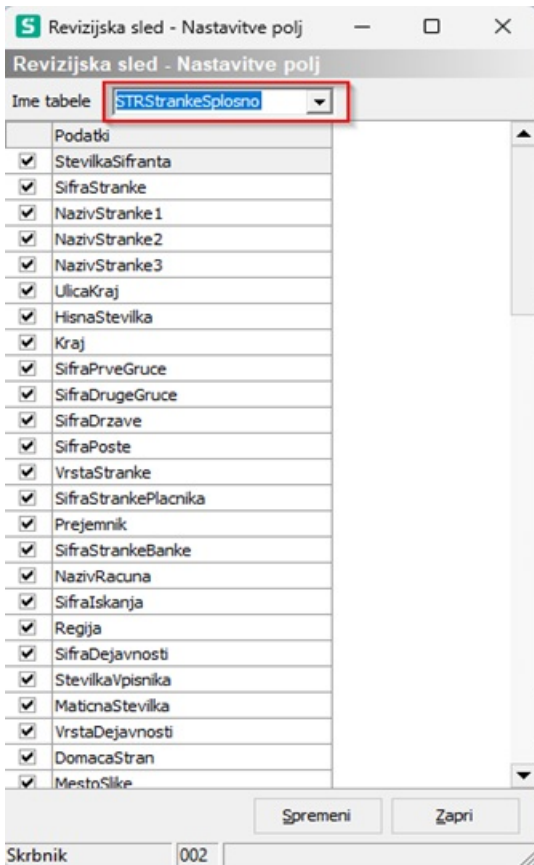 S Revizijska sled - Nastavitve polj
Revizijska sled - Nastavitve polj
Ime tabele STRStrankeSplosno
Podatki
StevilkaSifranta
SifraStranke
NazivStranke1
NazivStranke2
NazivStranke3
UlicaKraj
HisnaStevilka
Kraj
SifraPrveGruce
SifraDrugeGruce
SifraDrzave
SifraPoste
VrstaStranke
SifraStrankePlacnika
Prejemnik
SifraStrankeBanke
NazivRacuna
SifraIskanja
Regija
SifraDejavnosti
StevilkaVpisnika
MaticnaStevilka
VrstaDejavnosti
DomacaStran
MestoSlike
Spremeni Zapri
Skrbnik 002